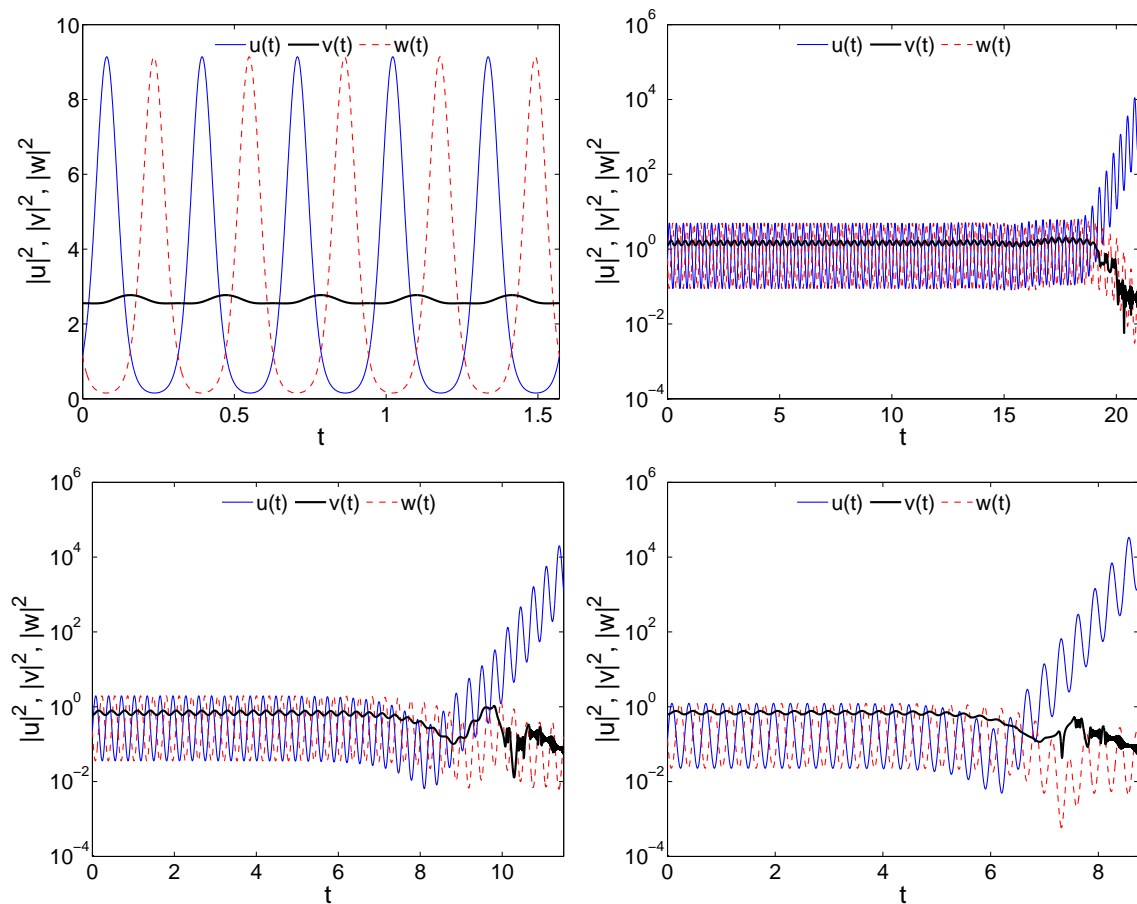 u(t) v(t) w(t)
|u|², |v|², |w|²
10
8
6
4
2
0
0 0.5 1 1.5
t
u(t) v(t) w(t)
|u|², |v|², |w|²
10⁶
10⁴
10²
10⁰
10⁻²
10⁻⁴
0 5 10 15 20
t
u(t) v(t) w(t)
|u|², |v|², |w|²
10⁶
10⁴
10²
10⁰
10⁻²
10⁻⁴
0 2 4 6 8 10
t
u(t) v(t) w(t)
|u|², |v|², |w|²
10⁶
10⁴
10²
10⁰
10⁻²
10⁻⁴
0 2 4 6 8
t